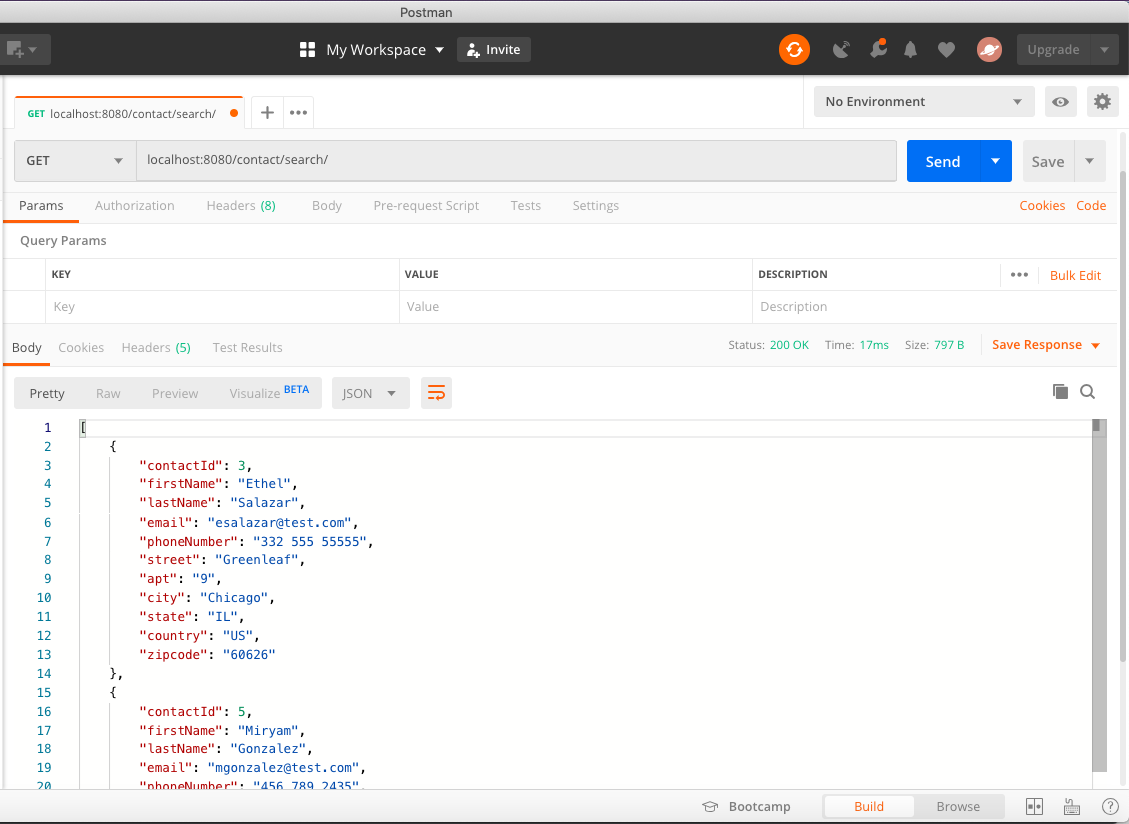 Postman
My Workspace Invite Upgrade
GET localhost:8080/contact/search/ No Environment
GET localhost:8080/contact/search/ Send Save
Params Authorization Headers (8) Body Pre-request Script Tests Settings Cookies Code
Query Params
KEY VALUE DESCRIPTION Bulk Edit
Key Value Description
Body Cookies Headers (5) Test Results Status: 200 OK Time: 17ms Size: 797 B Save Response
Pretty Raw Preview Visualize BETA JSON
1 [
2 {
3 "contactId": 3,
4 "firstName": "Ethel",
5 "lastName": "Salazar",
6 "email": "esalazar@test.com",
7 "phoneNumber": "332 555 55555",
8 "street": "Greenleaf",
9 "apt": "9",
10 "city": "Chicago",
11 "state": "IL",
12 "country": "US",
13 "zipcode": "60626"
14 },
15 {
16 "contactId": 5,
17 "firstName": "Miryam",
18 "lastName": "Gonzalez",
19 "email": "mgonzalez@test.com",
20 "phoneNumber": "456 789 2435",
Bootcamp Build Browse